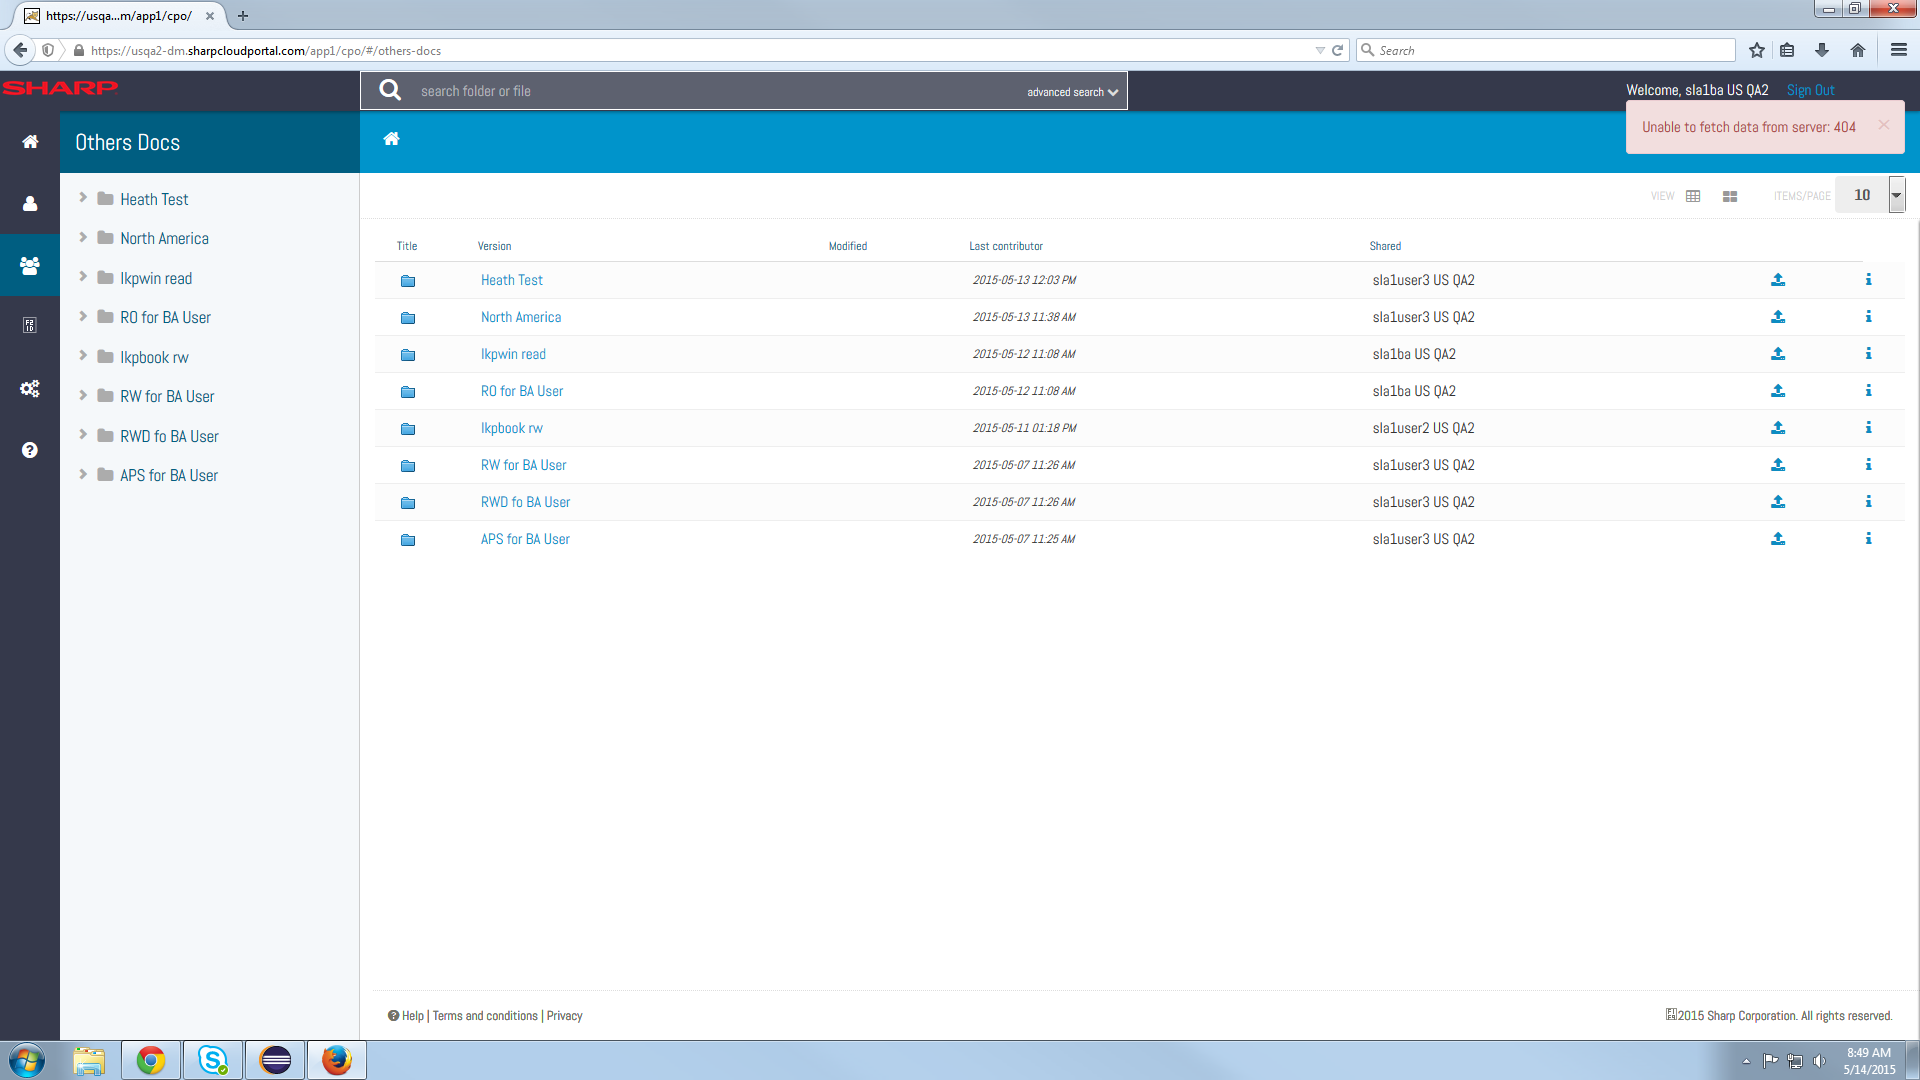 https://usqa...m/app1/cpo/
https://usqa2-dm.sharpcloudportal.com/app1/cpo/#/others-docs
Search
SHARP
search folder or file
advanced search
Welcome, sla1ba US QA2
Sign Out
Unable to fetch data from server: 404
Others Docs
Heath Test
North America
lkpwin read
RO for BA User
lkpbook rw
RW for BA User
RWD fo BA User
APS for BA User
VIEW
ITEMS/PAGE
10
Title Version Modified Last contributor Shared
Heath Test 2015-05-13 12:03 PM sla1user3 US QA2
North America 2015-05-13 11:38 AM sla1user3 US QA2
lkpwin read 2015-05-12 11:08 AM sla1ba US QA2
RO for BA User 2015-05-12 11:08 AM sla1ba US QA2
lkpbook rw 2015-05-11 01:18 PM sla1user2 US QA2
RW for BA User 2015-05-07 11:26 AM sla1user3 US QA2
RWD fo BA User 2015-05-07 11:26 AM sla1user3 US QA2
APS for BA User 2015-05-07 11:25 AM sla1user3 US QA2
Help | Terms and conditions | Privacy
2015 Sharp Corporation. All rights reserved.
8:49 AM
5/14/2015